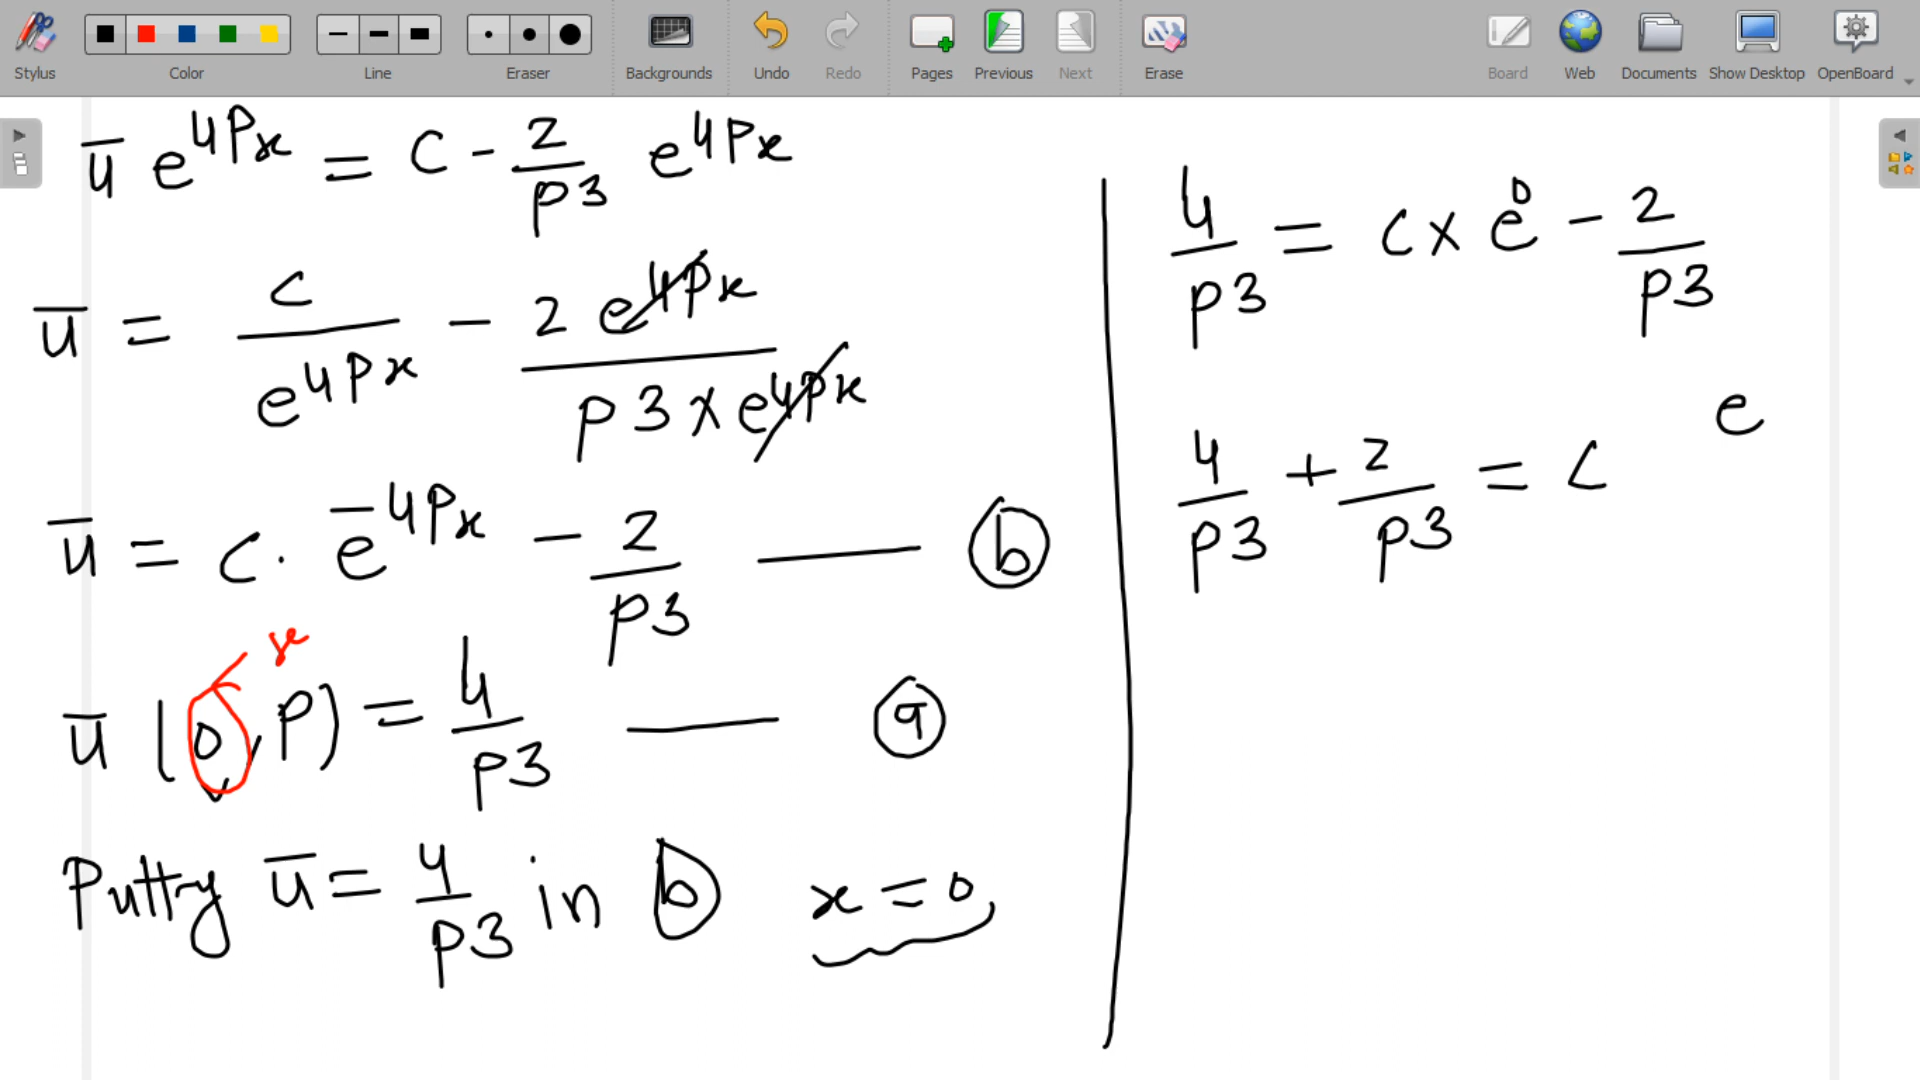 Stylus Color Line Eraser Backgrounds Undo Redo Pages Previous Next Erase Board Web Documents Show Desktop OpenBoard
ū e^{4Px} = C - 2/P3 e^{4Px}
ū = C/e^{4Px} - 2 e^{4Px}/P3 × e^{4Px}
ū = C · e^{-4Px} - 2/P3 —— (b)
x
ū (0, P) = 4/P3 —— (a)
Putty ū = 4/P3 in (b) x = 0,
4/P3 = C × e^0 - 2/P3
e
4/P3 + 2/P3 = C